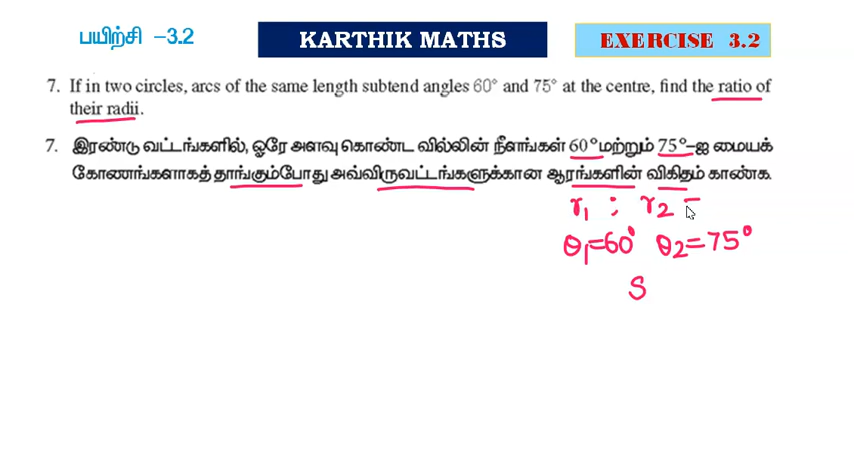 பயிற்சி –3.2
KARTHIK MATHS
EXERCISE 3.2
7. If in two circles, arcs of the same length subtend angles 60° and 75° at the centre, find the ratio of
their radii.
7. இரண்டு வட்டங்களில், ஒரே அளவு கொண்ட வில்லின் நீளங்கள் 60° மற்றும் 75°–ஐ மையக்
கோணங்களாகத் தாங்கும்போது அவ்விருவட்டங்களுக்கான ஆரங்களின் விகிதம் காண்க.
r₁ : r₂ =
θ₁=60° θ₂=75°
S